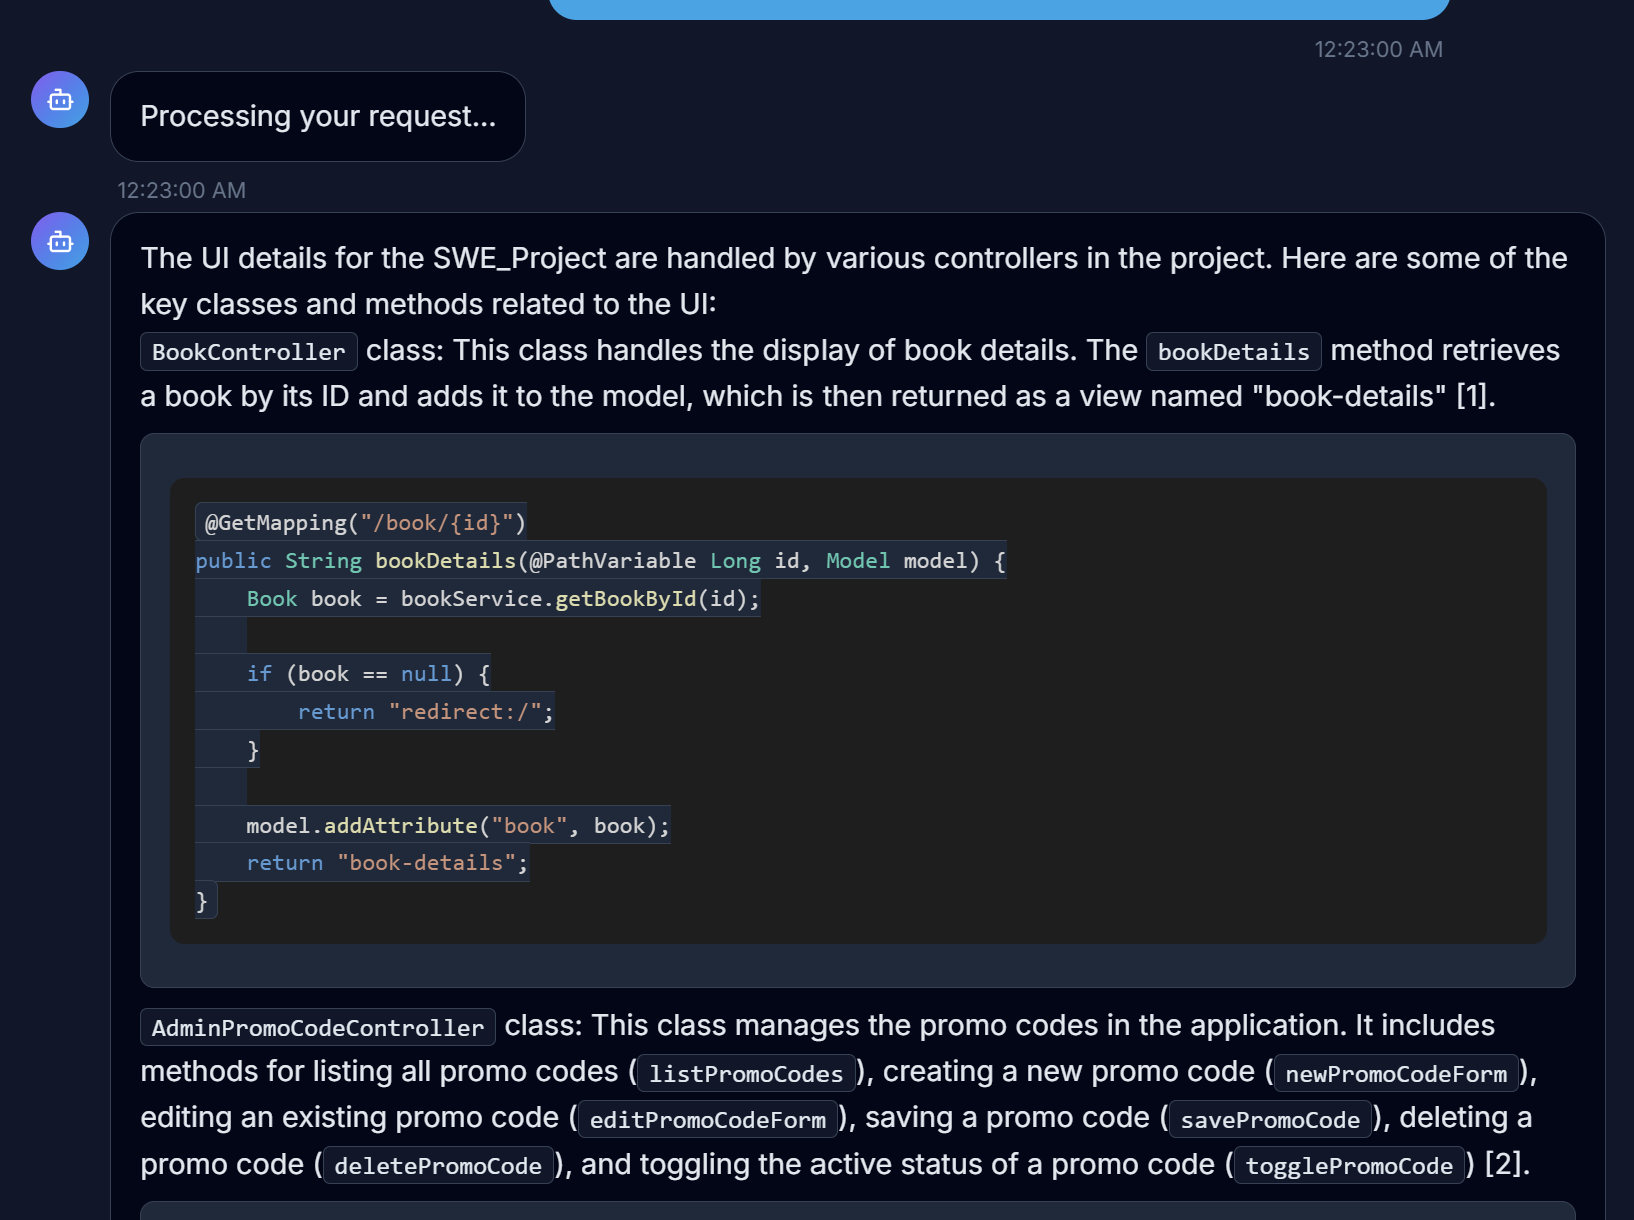 12:23:00 AM
Processing your request...
12:23:00 AM
The UI details for the SWE_Project are handled by various controllers in the project. Here are some of the
key classes and methods related to the UI:
BookController class: This class handles the display of book details. The bookDetails method retrieves
a book by its ID and adds it to the model, which is then returned as a view named "book-details" [1].
@GetMapping("/book/{id}")
public String bookDetails(@PathVariable Long id, Model model) {
    Book book = bookService.getBookById(id);
    if (book == null) {
        return "redirect:/";
    }
    model.addAttribute("book", book);
    return "book-details";
}
AdminPromoCodeController class: This class manages the promo codes in the application. It includes
methods for listing all promo codes (listPromoCodes), creating a new promo code (newPromoCodeForm),
editing an existing promo code (editPromoCodeForm), saving a promo code (savePromoCode), deleting a
promo code (deletePromoCode), and toggling the active status of a promo code (togglePromoCode) [2].